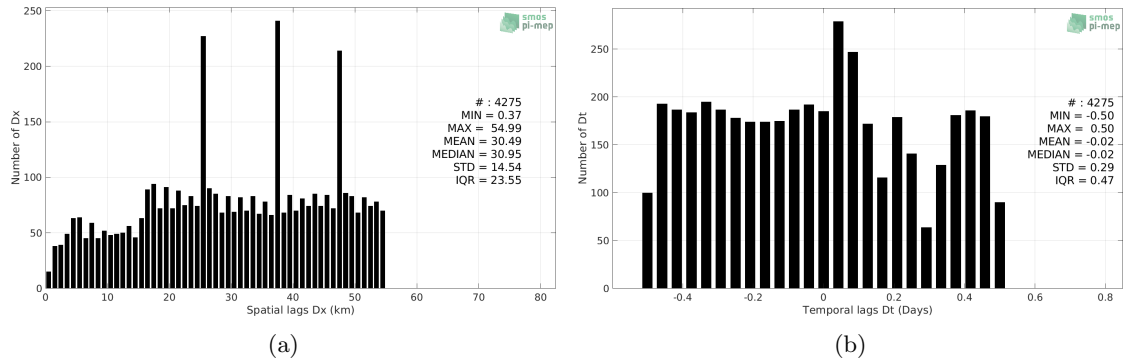 smos
pi-mep
250
200
150
100
50
0
Number of Dx
# : 4275
MIN = 0.37
MAX = 54.99
MEAN = 30.49
MEDIAN = 30.95
STD = 14.54
IQR = 23.55
0 10 20 30 40 50 60 70 80
Spatial lags Dx (km)
(a)
smos
pi-mep
250
200
150
100
50
0
Number of Dt
# : 4275
MIN = -0.50
MAX = 0.50
MEAN = -0.02
MEDIAN = -0.02
STD = 0.29
IQR = 0.47
-0.4 -0.2 0 0.2 0.4 0.6 0.8
Temporal lags Dt (Days)
(b)